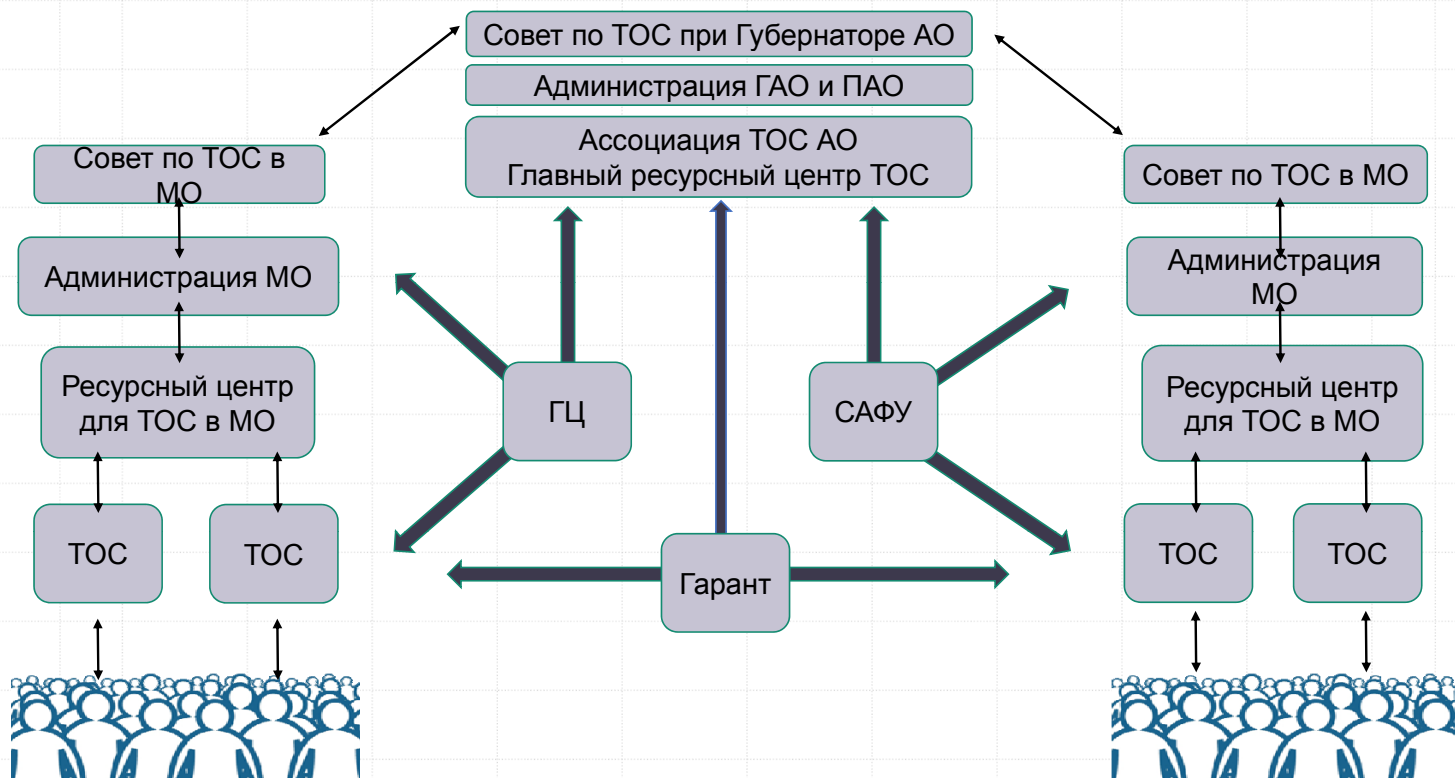 Совет по ТОС при Губернаторе АО
Администрация ГАО и ПАО
Ассоциация ТОС АО
Главный ресурсный центр ТОС
Совет по ТОС в
МО
Администрация МО
Ресурсный центр
для ТОС в МО
ТОС
ТОС
ГЦ
САФУ
Гарант
Совет по ТОС в МО
Администрация
МО
Ресурсный центр
для ТОС в МО
ТОС
ТОС